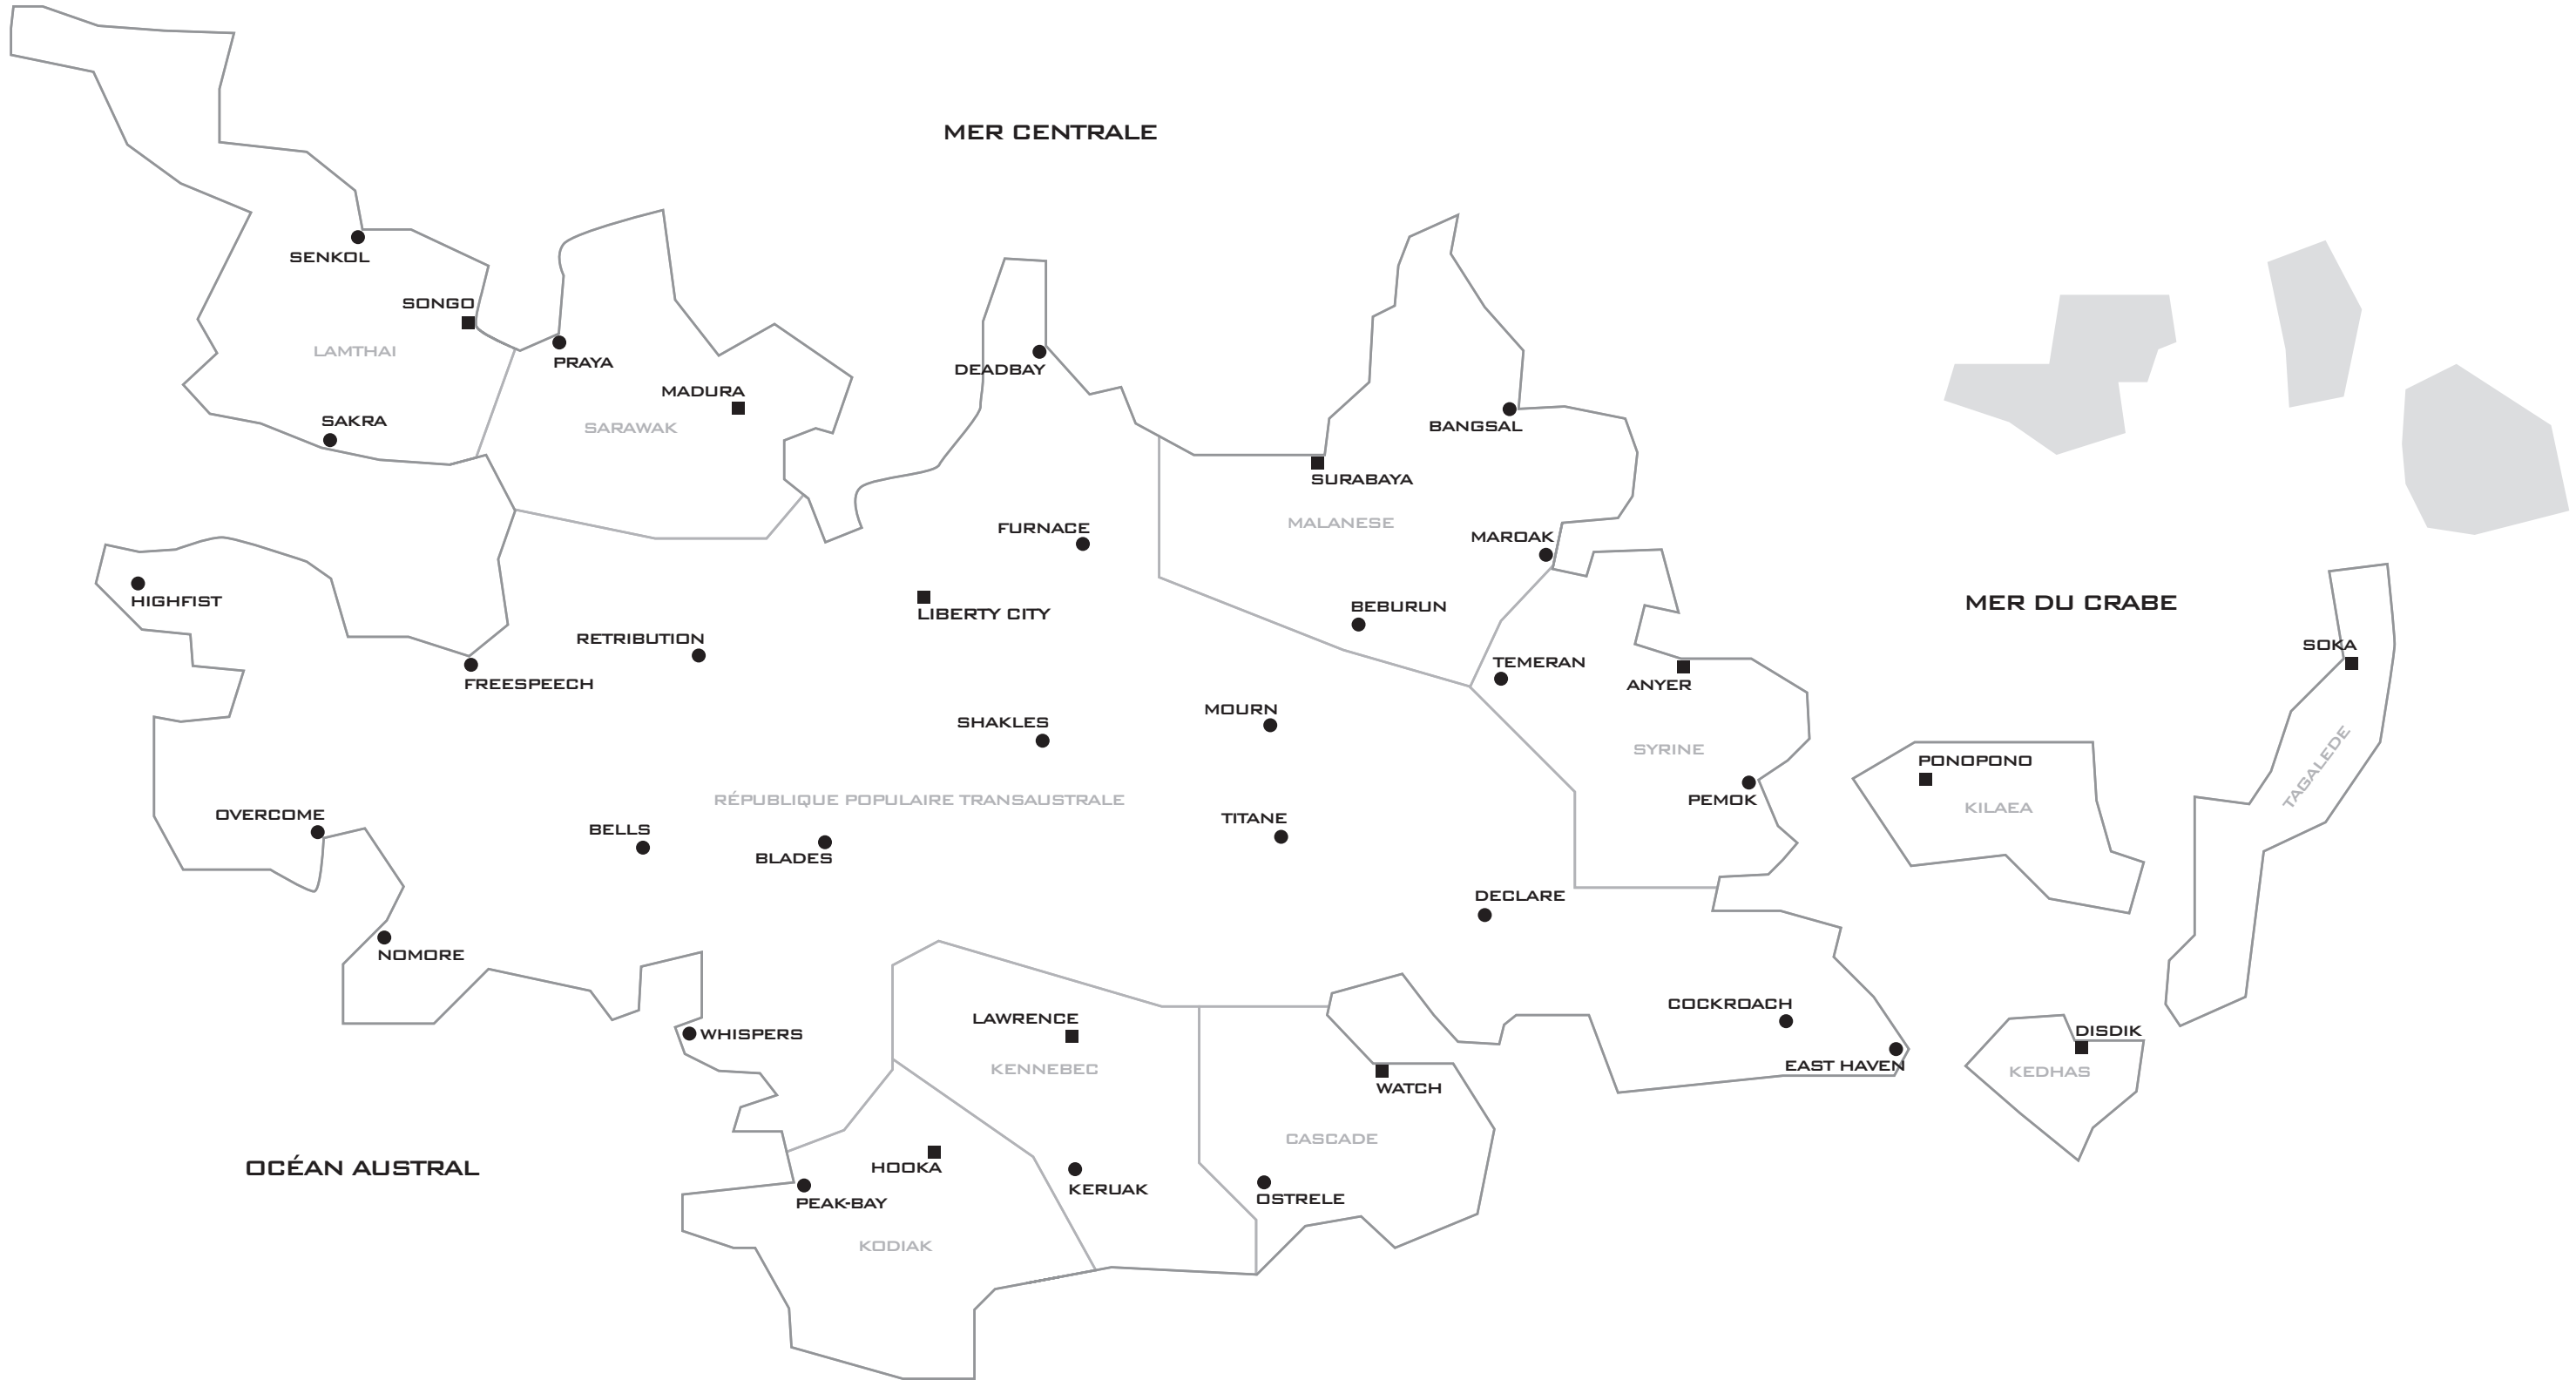 MER CENTRALE
SENKOL
SONGO
LAMTHAI
PRAYA
MADURA
SAKRA
SARAWAK
DEADBAY
BANGSAL
SURABAYA
MALANESE
FURNACE
MAROAK
HIGHFIST
LIBERTY CITY
BEBURUN
MER DU CRABE
RETRIBUTION
SOKA
FREESPEECH
TEMERAN
ANYER
SHAKLES
MOURN
SYRINE
PONOPONO
TAGALEDE
RÉPUBLIQUE POPULAIRE TRANSAUSTRALE
PEMOK
KILAEA
OVERCOME
BELLS
BLADES
TITANE
DECLARE
NOMORE
WHISPERS
LAWRENCE
COCKROACH
DISDIK
KENNEBEC
EAST HAVEN
KEDHAS
WATCH
CASCADE
OCÉAN AUSTRAL
HOOKA
PEAK-BAY
KERUAK
OSTRELE
KODIAK